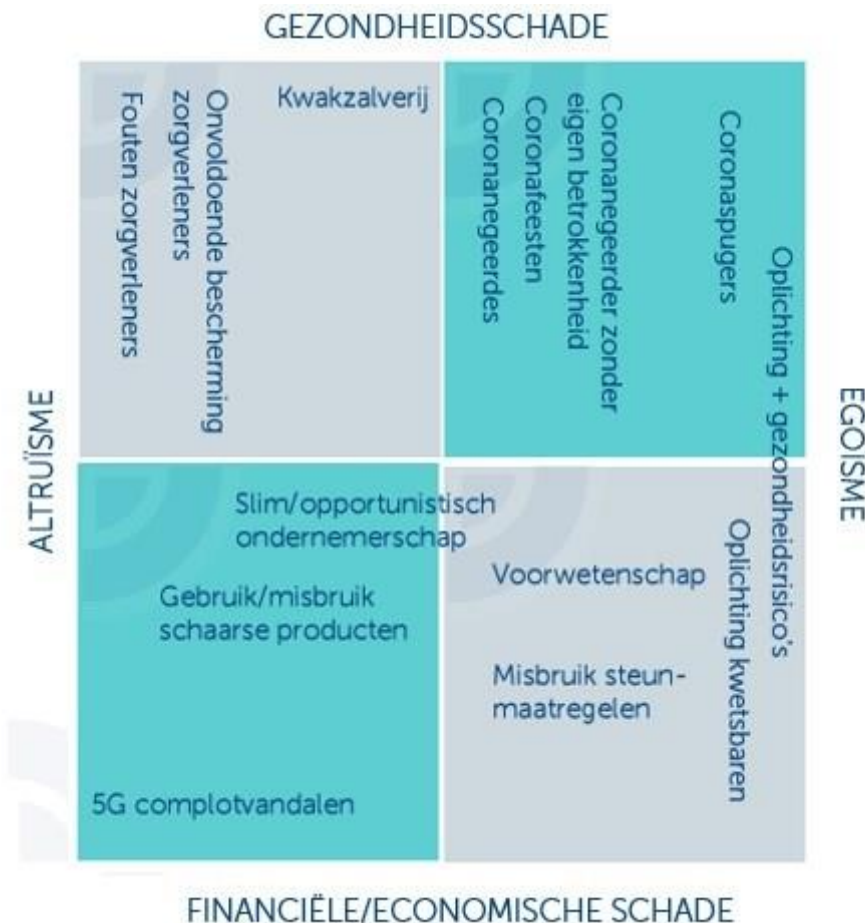 GEZONDHEIDSSCHADE
Fouten zorgverleners
Onvoldoende bescherming
zorgverleners
Kwakzalverij
Coronanegeerdes
Coronafeesten
Coronanegeerder zonder
eigen betrokkenheid
Coronaspugers
Oplichting + gezondheidsrisico's
ALTRUÏSME
EGOISME
Slim/opportunistisch
ondernemerschap
Gebruik/misbruik
schaarse producten
5G complotvandalen
Voorwetenschap
Misbruik steun-
maatregelen
Oplichting kwetsbaren
FINANCIËLE/ECONOMISCHE SCHADE